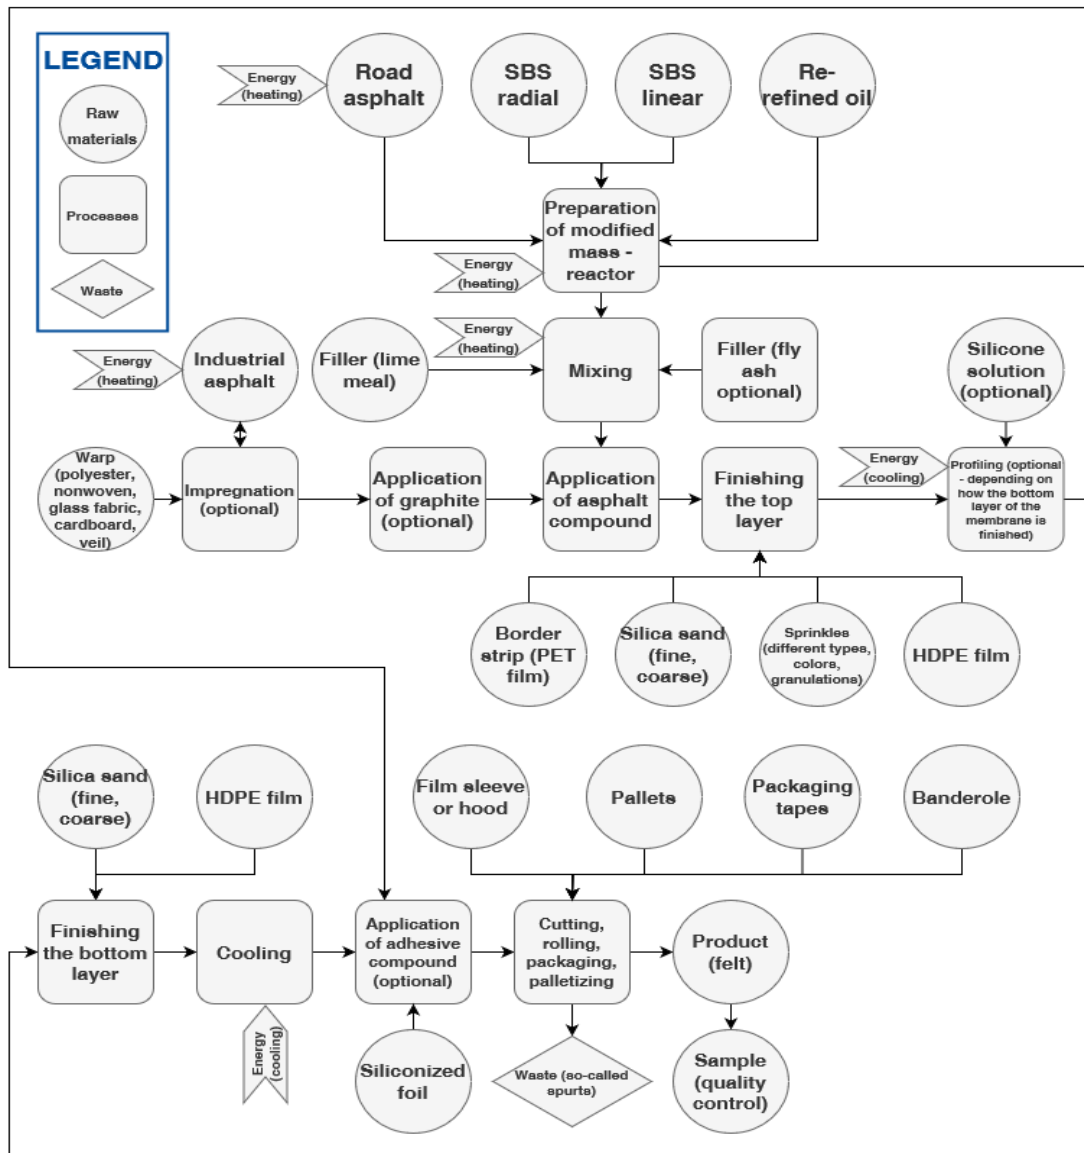 LEGEND
Raw
materials
Processes
Waste
Energy
(heating)
Road
asphalt
SBS
radial
SBS
linear
Re-
refined oil
Preparation
of modified
mass -
reactor
Energy
(heating)
Energy
(heating)
Industrial
asphalt
Filler (lime
meal)
Energy
(heating)
Mixing
Filler (fly
ash
optional)
Silicone
solution
(optional)
Warp
(polyester,
nonwoven,
glass fabric,
cardboard,
veil)
Impregnation
(optional)
Application
of graphite
(optional)
Application
of asphalt
compound
Finishing
the top
layer
Energy
(cooling)
Profiling (optional
- depending on
how the bottom
layer of the
membrane is
finished)
Border
strip (PET
film)
Silica sand
(fine,
coarse)
Sprinkles
(different types,
colors,
granulations)
HDPE film
Silica sand
(fine,
coarse)
HDPE film
Film sleeve
or hood
Pallets
Packaging
tapes
Banderole
Finishing
the bottom
layer
Cooling
Application
of adhesive
compound
(optional)
Cutting,
rolling,
packaging,
palletizing
Product
(felt)
Energy
(cooling)
Siliconized
foil
Waste (so-called
spurts)
Sample
(quality
control)